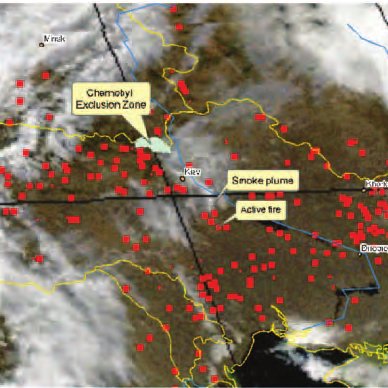 Minsk
Chernobyl
Exclusion Zone
Kiev
Smoke plume
Active fire